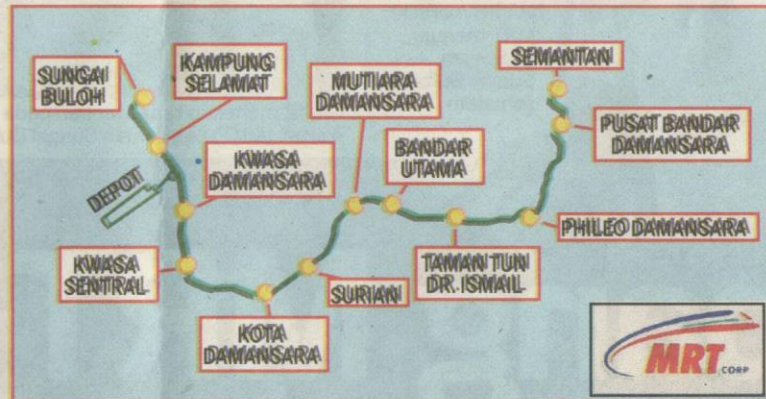 SUNGAI
BULOH
KAMPUNG
SELAMAT
MUTIARA
DAMANSARA
SEMANTAN
PUSAT BANDAR
DAMANSARA
BANDAR
UTAMA
KWASA
DAMANSARA
DEPOT
PHILEO DAMANSARA
KWASA
SENTRAL
SURIAN
TAMAN TUN
DR. ISMAIL
KOTA
DAMANSARA
MRT CORP